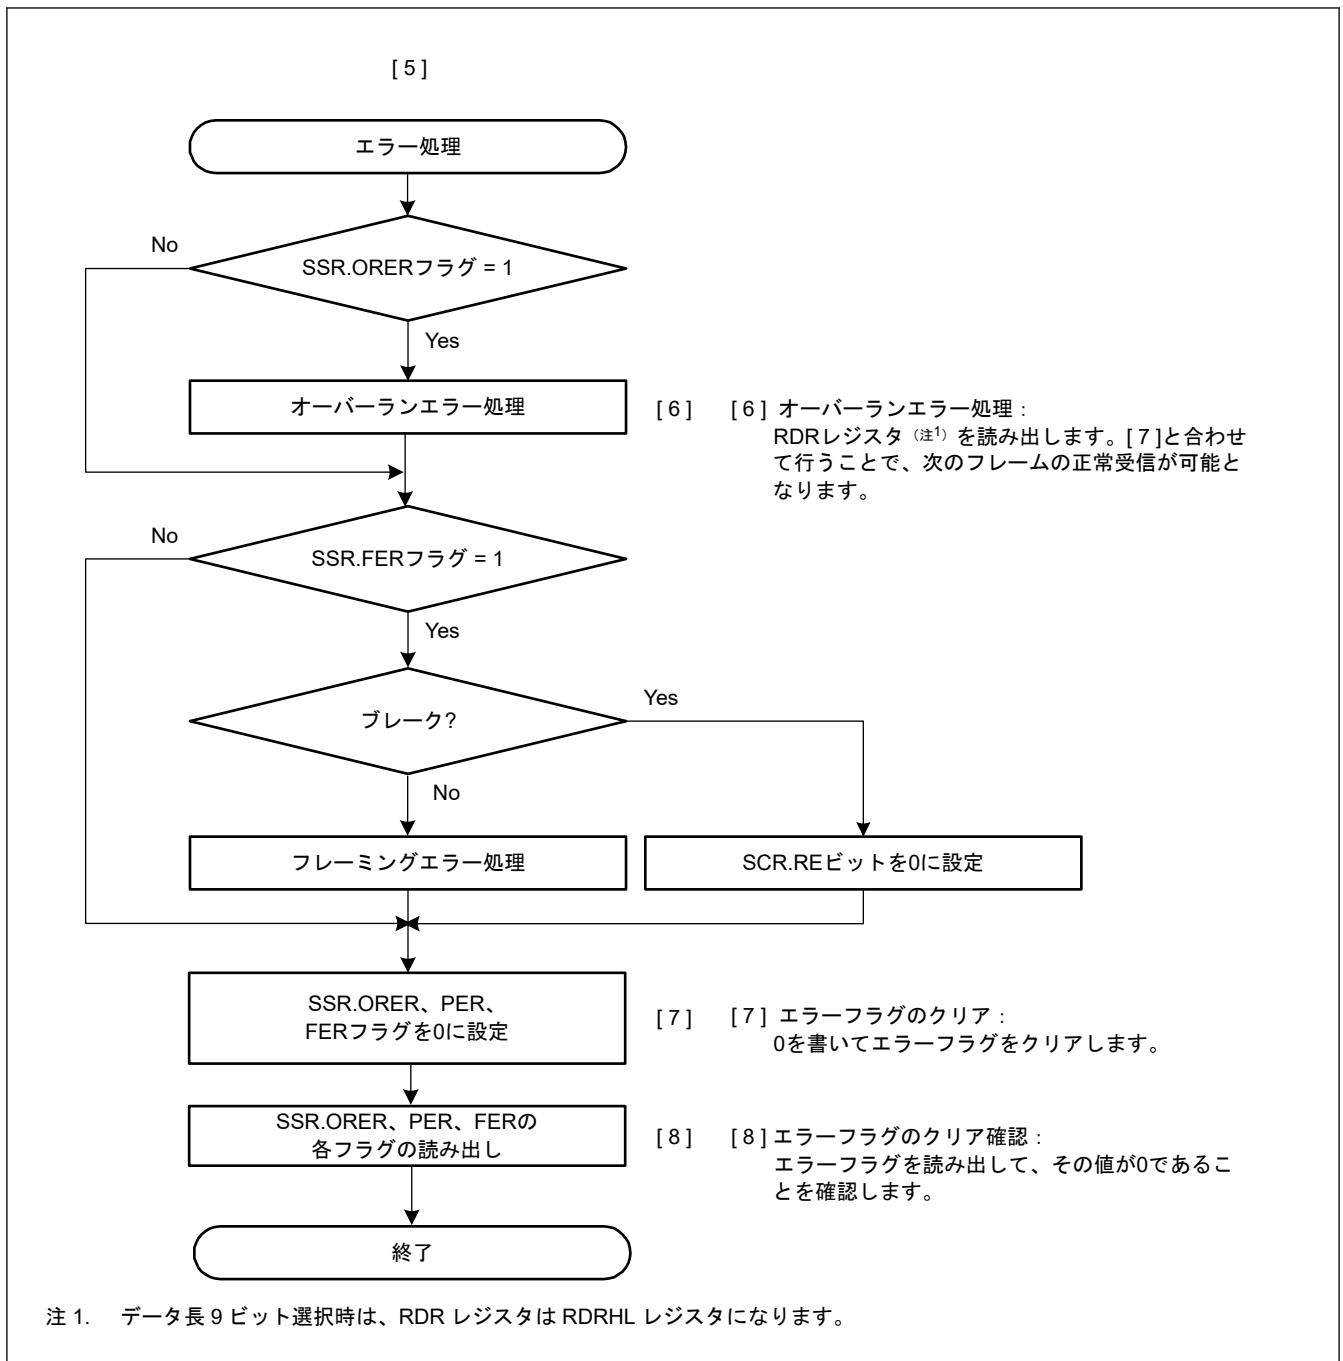 [ 5 ]
エラー処理
No
SSR.ORERフラグ = 1
Yes
オーバーランエラー処理
[ 6 ]
[ 6 ] オーバーランエラー処理：
RDRレジスタ（注1）を読み出します。[ 7 ]と合わせ
て行うことで、次のフレームの正常受信が可能と
なります。
No
SSR.FERフラグ = 1
Yes
ブレーク?
Yes
No
フレーミングエラー処理
SCR.REビットを0に設定
SSR.ORER、PER、
FERフラグを0に設定
[ 7 ]
[ 7 ] エラーフラグのクリア：
0を書いてエラーフラグをクリアします。
SSR.ORER、PER、FERの
各フラグの読み出し
[ 8 ]
[ 8 ] エラーフラグのクリア確認：
エラーフラグを読み出して、その値が0であるこ
とを確認します。
終了
注 1. データ長 9 ビット選択時は、RDR レジスタは RDRHL レジスタになります。